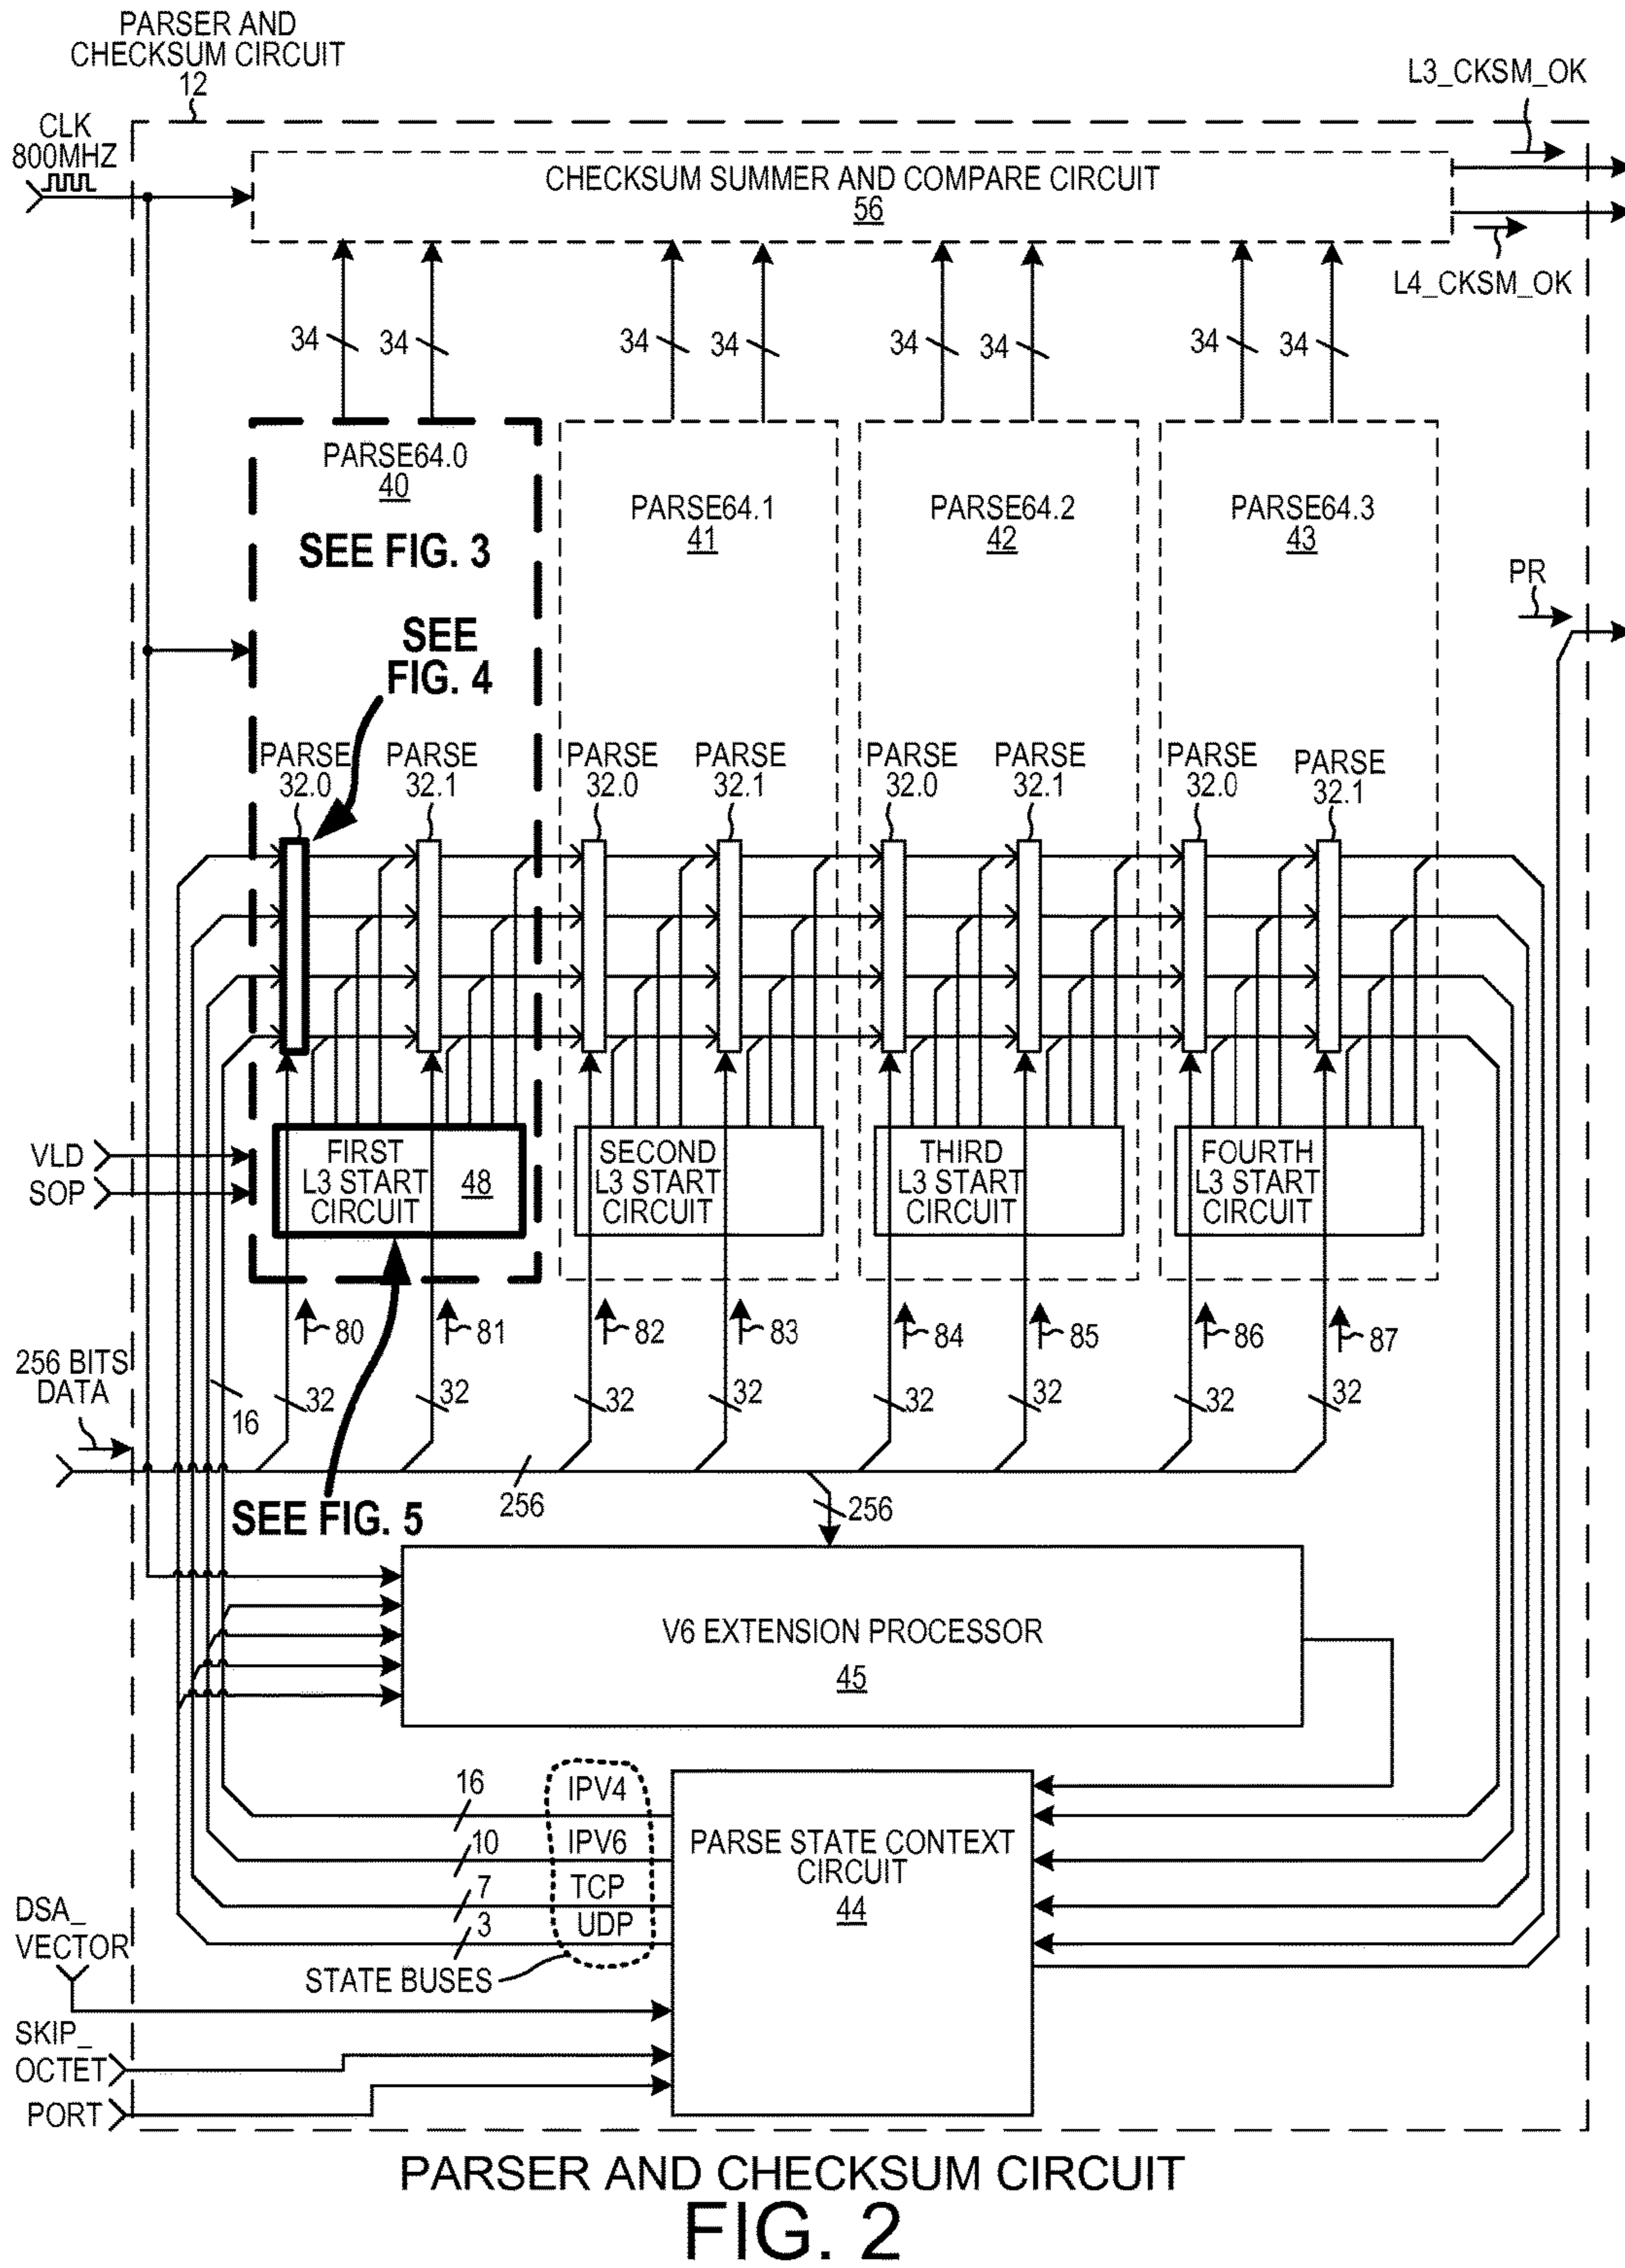 PARSER AND
CHECKSUM CIRCUIT
12
L3_CKSM_OK
CLK
800MHZ
CHECKSUM SUMMER AND COMPARE CIRCUIT
56
L4_CKSM_OK
34 34 34 34 34 34 34 34
PARSE64.0
40
SEE FIG. 3
PARSE64.1
41
PARSE64.2
42
PARSE64.3
43
PR
SEE
FIG. 4
PARSE
32.0
PARSE
32.1
PARSE
32.0
PARSE
32.1
PARSE
32.0
PARSE
32.1
PARSE
32.0
PARSE
32.1
VLD
SOP
FIRST
L3 START
CIRCUIT
48
SECOND
L3 START
CIRCUIT
THIRD
L3 START
CIRCUIT
FOURTH
L3 START
CIRCUIT
80 81 82 83 84 85 86 87
256 BITS
DATA
16 32 32 32 32 32 32 32 32
256
256
SEE FIG. 5
V6 EXTENSION PROCESSOR
45
16 IPV4
10 IPV6
7 TCP
3 UDP
STATE BUSES
PARSE STATE CONTEXT
CIRCUIT
44
DSA_
VECTOR
SKIP_
OCTET
PORT
PARSER AND CHECKSUM CIRCUIT
FIG. 2